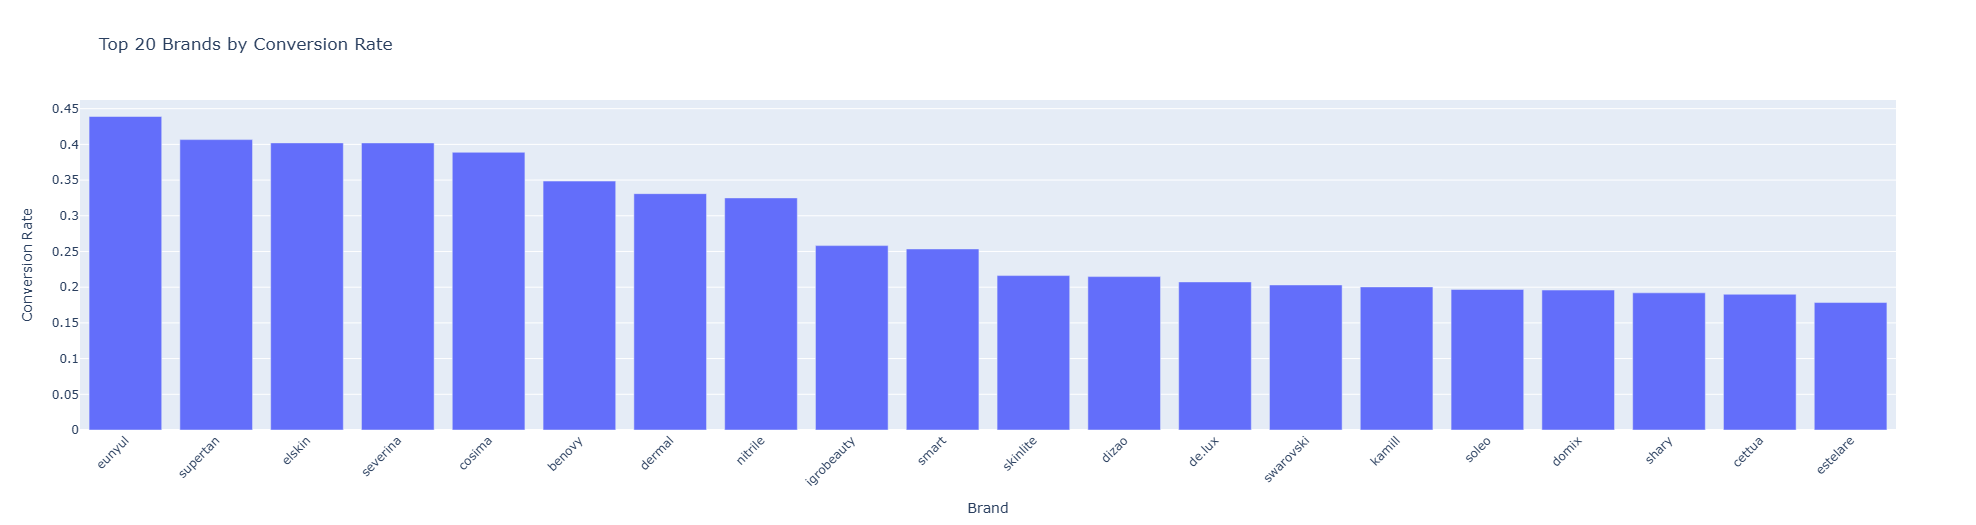 Top 20 Brands by Conversion Rate
0.45
0.4
0.35
0.3
0.25
0.2
0.15
0.1
0.05
0
Conversion Rate
eunyul
supertan
elskin
severina
cosima
benovy
dermal
nitrile
igrobeauty
smart
skinlite
dizao
de.lux
swarovski
kamill
soleo
domix
shary
cettua
estelare
Brand